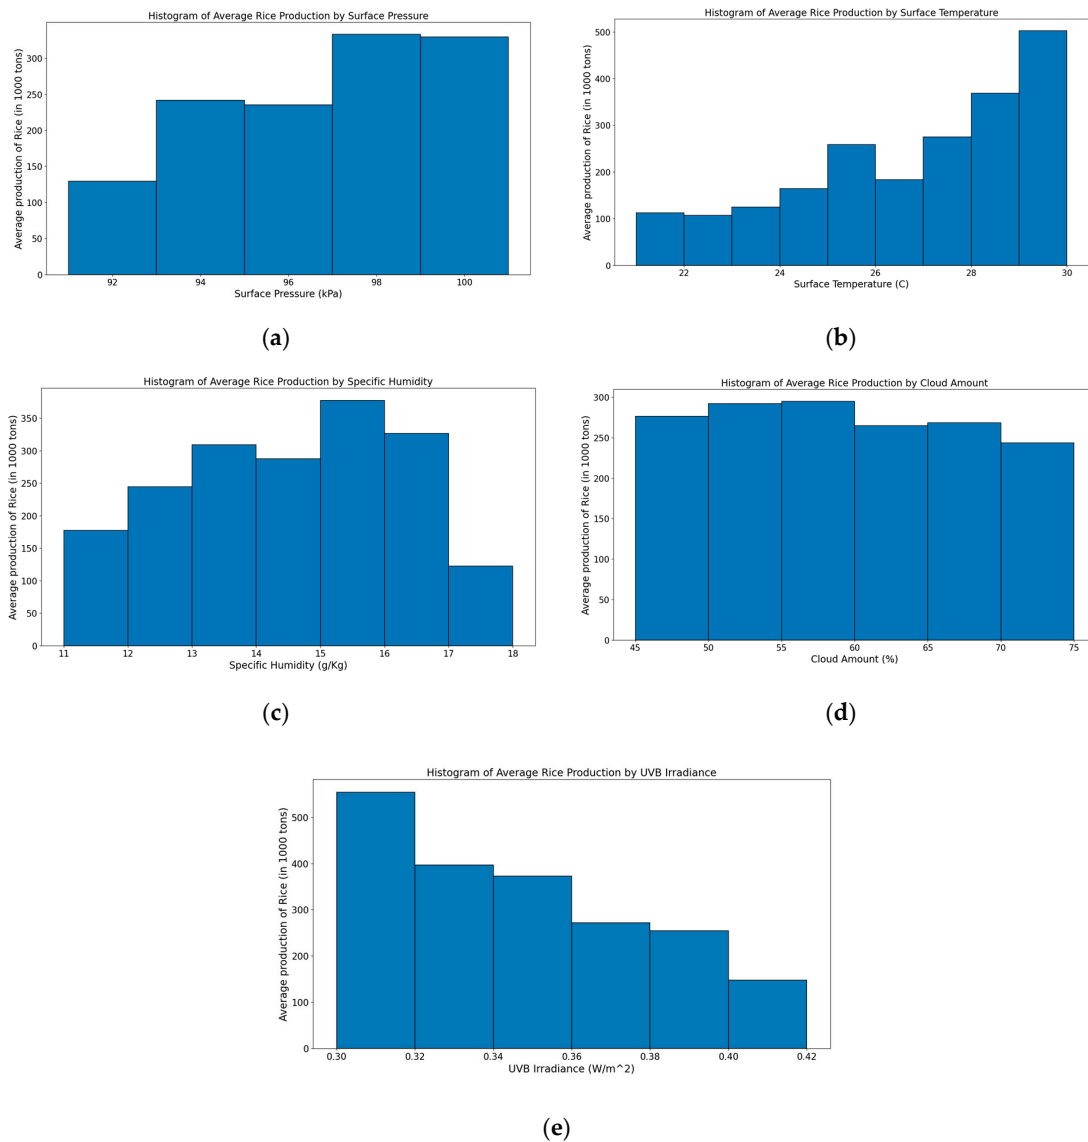 Histogram of Average Rice Production by Surface Pressure
Average production of Rice (in 1000 tons)
300
250
200
150
100
50
0
92 94 96 98 100
Surface Pressure (kPa)
(a)
Histogram of Average Rice Production by Surface Temperature
Average production of Rice (in 1000 tons)
500
400
300
200
100
0
22 24 26 28 30
Surface Temperature (C)
(b)
Histogram of Average Rice Production by Specific Humidity
Average production of Rice (in 1000 tons)
350
300
250
200
150
100
50
0
11 12 13 14 15 16 17 18
Specific Humidity (g/Kg)
(c)
Histogram of Average Rice Production by Cloud Amount
Average production of Rice (in 1000 tons)
300
250
200
150
100
50
0
45 50 55 60 65 70 75
Cloud Amount (%)
(d)
Histogram of Average Rice Production by UVB Irradiance
Average production of Rice (in 1000 tons)
500
400
300
200
100
0
0.30 0.32 0.34 0.36 0.38 0.40 0.42
UVB Irradiance (W/m^2)
(e)